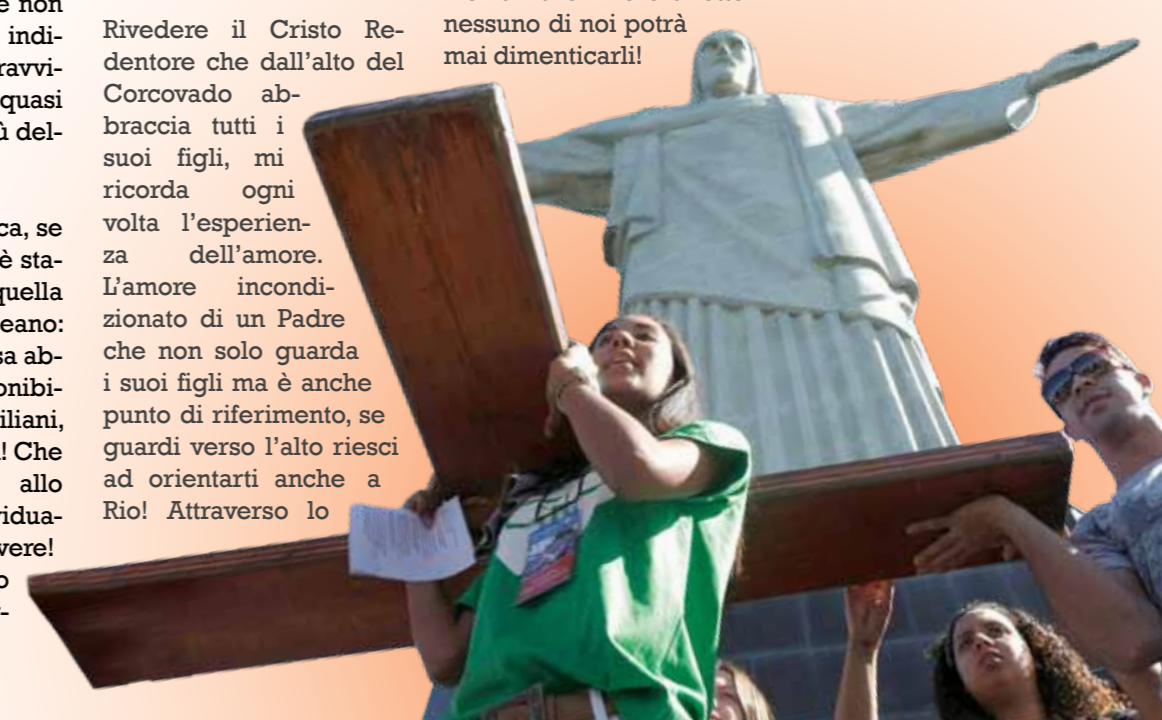 e non
indi-
ravvi-
quasi
ù del-
ca, se
è sta-
quella
eano:
sa ab-
onibi-
iliani,
! Che
allo
vidua-
vere!
o
Rivedere il Cristo Re-
dentore che dall'alto del
Corcovado ab-
braccia tutti i
suoi figli, mi
ricorda ogni
volta l'esperien-
za dell'amore.
L'amore incondi-
zionato di un Padre
che non solo guarda
i suoi figli ma è anche
punto di riferimento, se
guardi verso l'alto riesci
ad orientarti anche a
Rio! Attraverso lo
nessuno di noi potrà
mai dimenticarli!